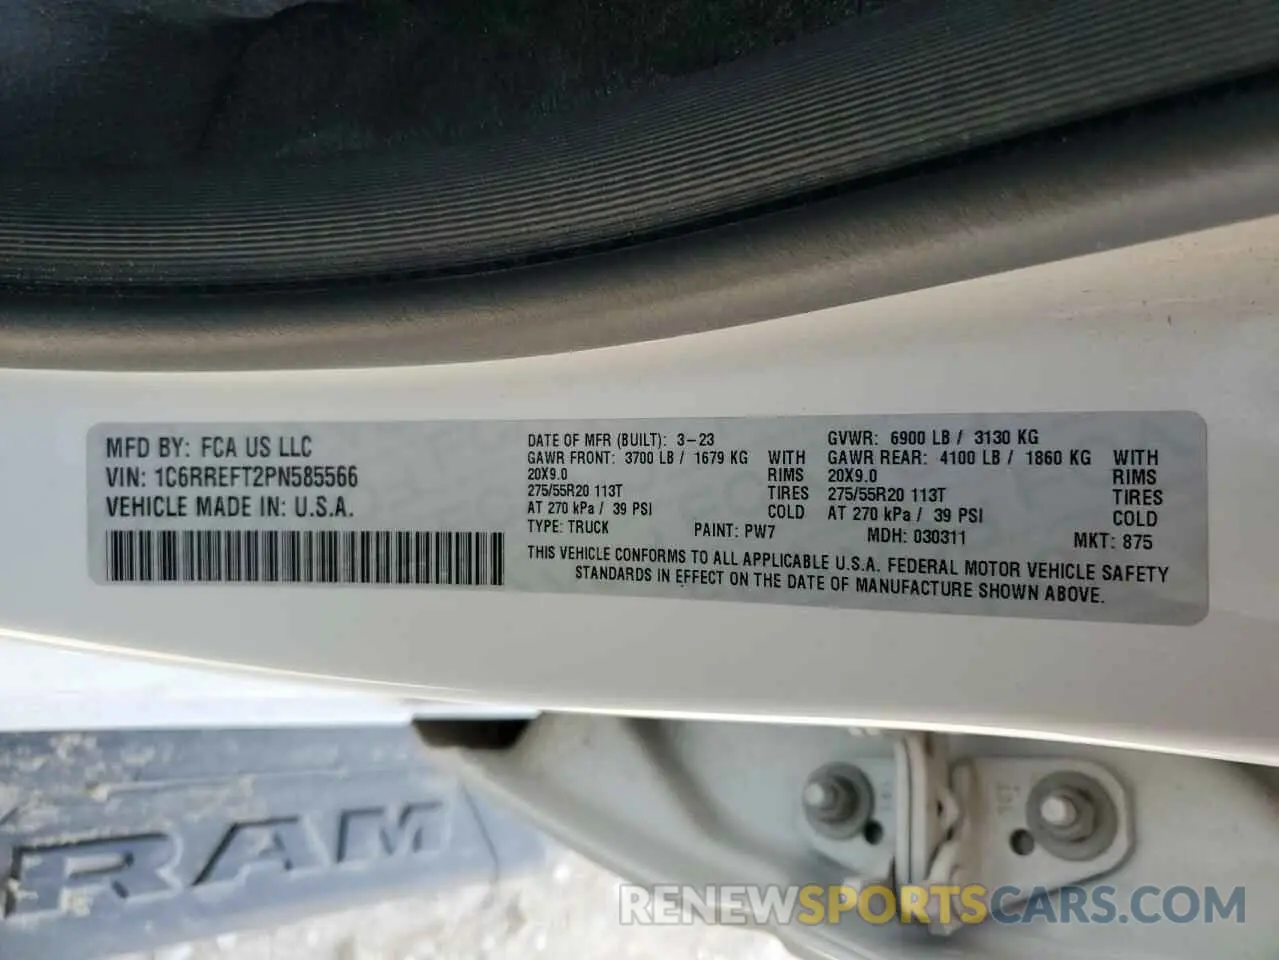 MFD BY: FCA US LLC
VIN: 1C6RREFT2PN585566
VEHICLE MADE IN: U.S.A.
DATE OF MFR (BUILT): 3-23
GAWR FRONT: 3700 LB / 1679 KG WITH
20X9.0 RIMS
275/55R20 113T TIRES
AT 270 kPa / 39 PSI COLD
TYPE: TRUCK PAINT: PW7
GVWR: 6900 LB / 3130 KG
GAWR REAR: 4100 LB / 1860 KG WITH
20X9.0 RIMS
275/55R20 113T TIRES
AT 270 kPa / 39 PSI COLD
MDH: 030311 MKT: 875
THIS VEHICLE CONFORMS TO ALL APPLICABLE U.S.A. FEDERAL MOTOR VEHICLE SAFETY
STANDARDS IN EFFECT ON THE DATE OF MANUFACTURE SHOWN ABOVE.
RAM
RENEWSPORTSCARS.COM